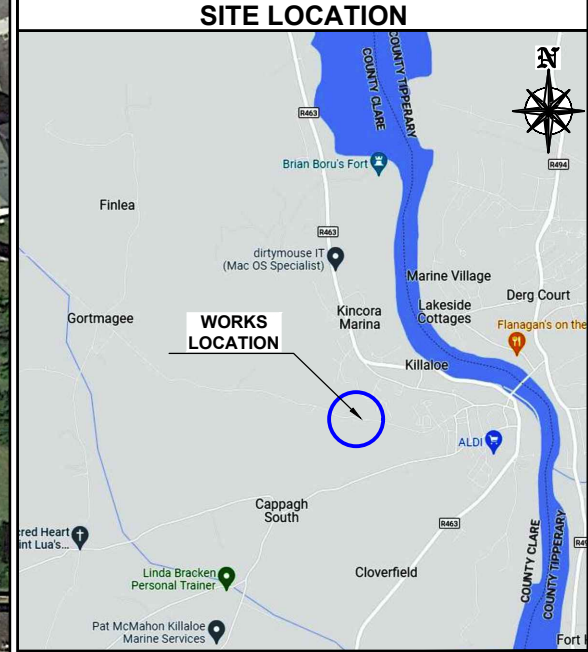 SITE LOCATION
COUNTY CLARE
COUNTY TIPPERARY
N
R463
R494
Brian Boru's Fort
Finlea
R463
dirtymouse IT
(Mac OS Specialist)
Marine Village
Derg Court
Lakeside
Cottages
Kincora
Marina
Gortmagee
WORKS
LOCATION
Flanagan's on the
Killaloe
ALDI
Cappagh
South
R463
cred Heart
int Lua's...
COUNTY CLARE
COUNTY TIPPERARY
R49
Linda Bracken
Personal Trainer
Cloverfield
Pat McMahon Killaloe
Marine Services
Fort